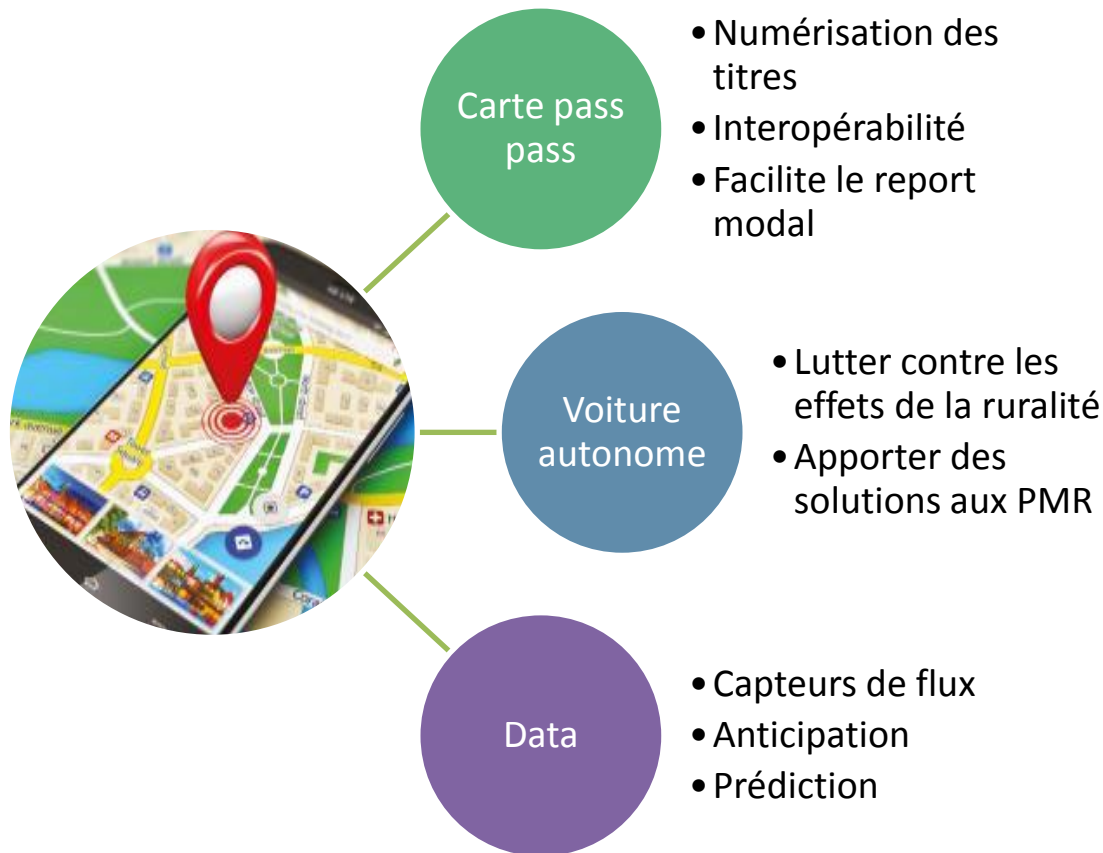 Carte pass
pass
• Numérisation des
titres
• Interopérabilité
• Facilite le report
modal
Voiture
autonome
• Lutter contre les
effets de la ruralité
• Apporter des
solutions aux PMR
Data
• Capteurs de flux
• Anticipation
• Prédiction